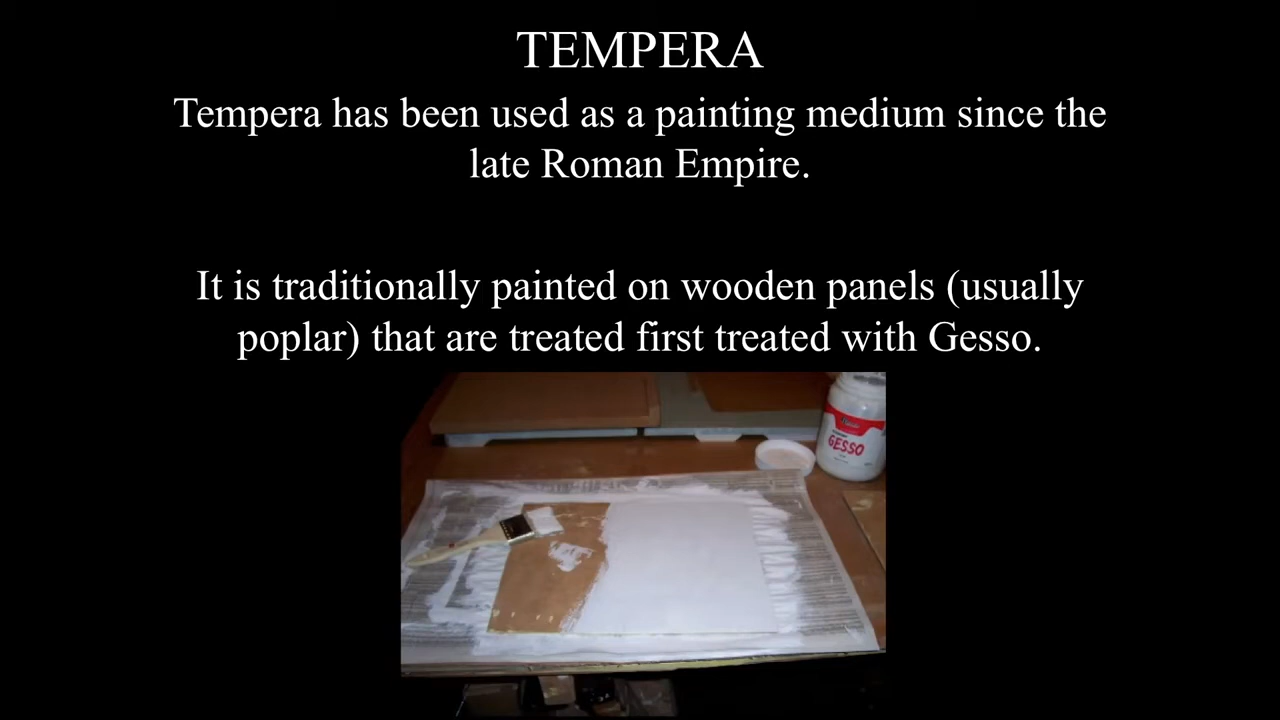 TEMPERA
Tempera has been used as a painting medium since the
late Roman Empire.
It is traditionally painted on wooden panels (usually
poplar) that are treated first treated with Gesso.
GESSO